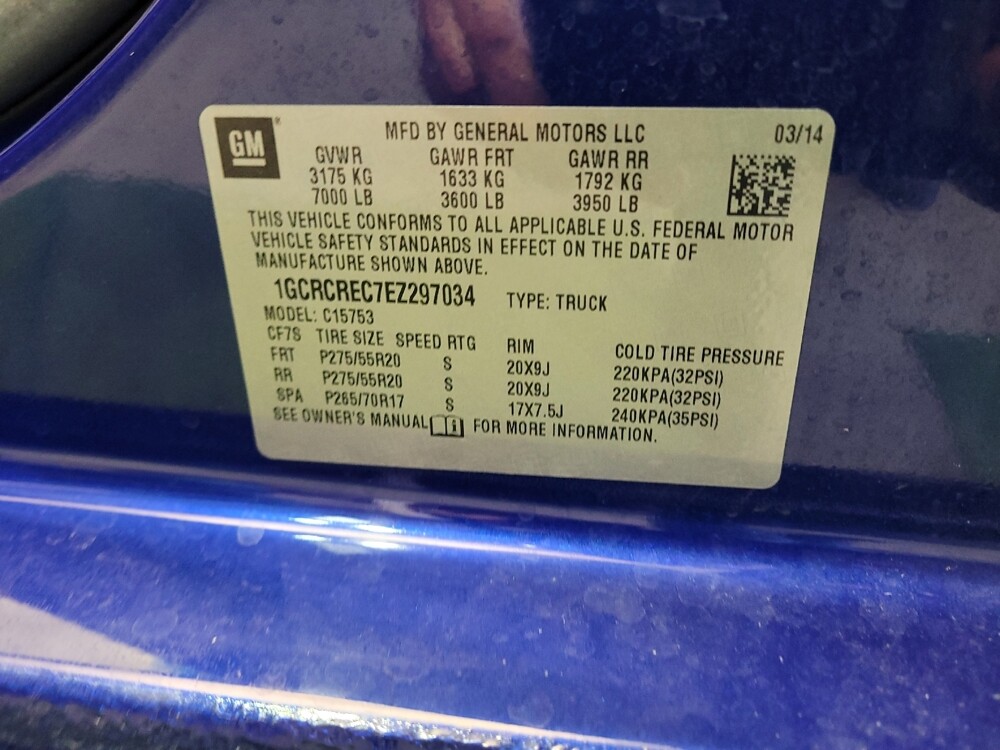 GM®
MFD BY GENERAL MOTORS LLC 03/14
GVWR GAWR FRT GAWR RR
3175 KG 1633 KG 1792 KG
7000 LB 3600 LB 3950 LB
THIS VEHICLE CONFORMS TO ALL APPLICABLE U.S. FEDERAL MOTOR
VEHICLE SAFETY STANDARDS IN EFFECT ON THE DATE OF
MANUFACTURE SHOWN ABOVE.
1GCRCREC7EZ297034 TYPE: TRUCK
MODEL: C15753
CF7S TIRE SIZE SPEED RTG RIM COLD TIRE PRESSURE
FRT P275/55R20 S 20X9J 220KPA(32PSI)
RR P275/55R20 S 20X9J 220KPA(32PSI)
SPA P265/70R17 S 17X7.5J 240KPA(35PSI)
SEE OWNER'S MANUAL FOR MORE INFORMATION.